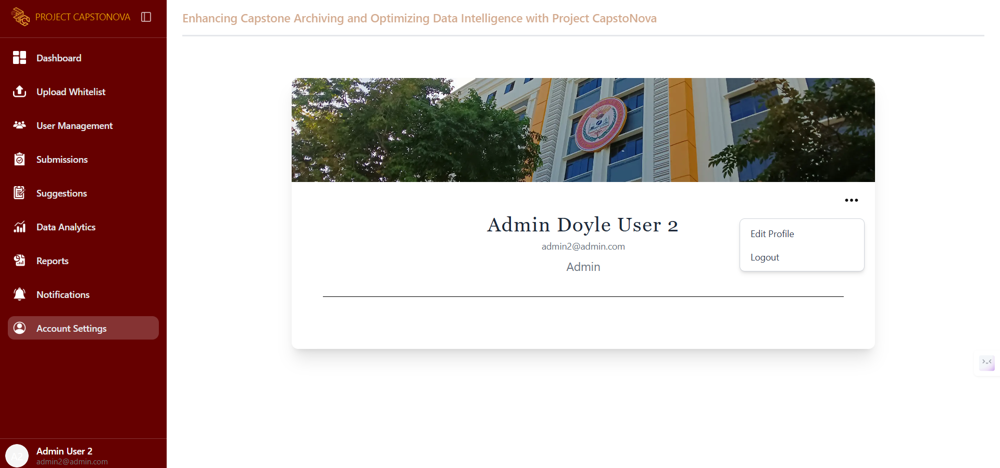 PROJECT CAPSTONOVA
Enhancing Capstone Archiving and Optimizing Data Intelligence with Project CapstoNova
Dashboard
Upload Whitelist
User Management
Submissions
Suggestions
Data Analytics
Reports
Notifications
Account Settings
Admin Doyle User 2
admin2@admin.com
Admin
Edit Profile
Logout
A2
Admin User 2
admin2@admin.com